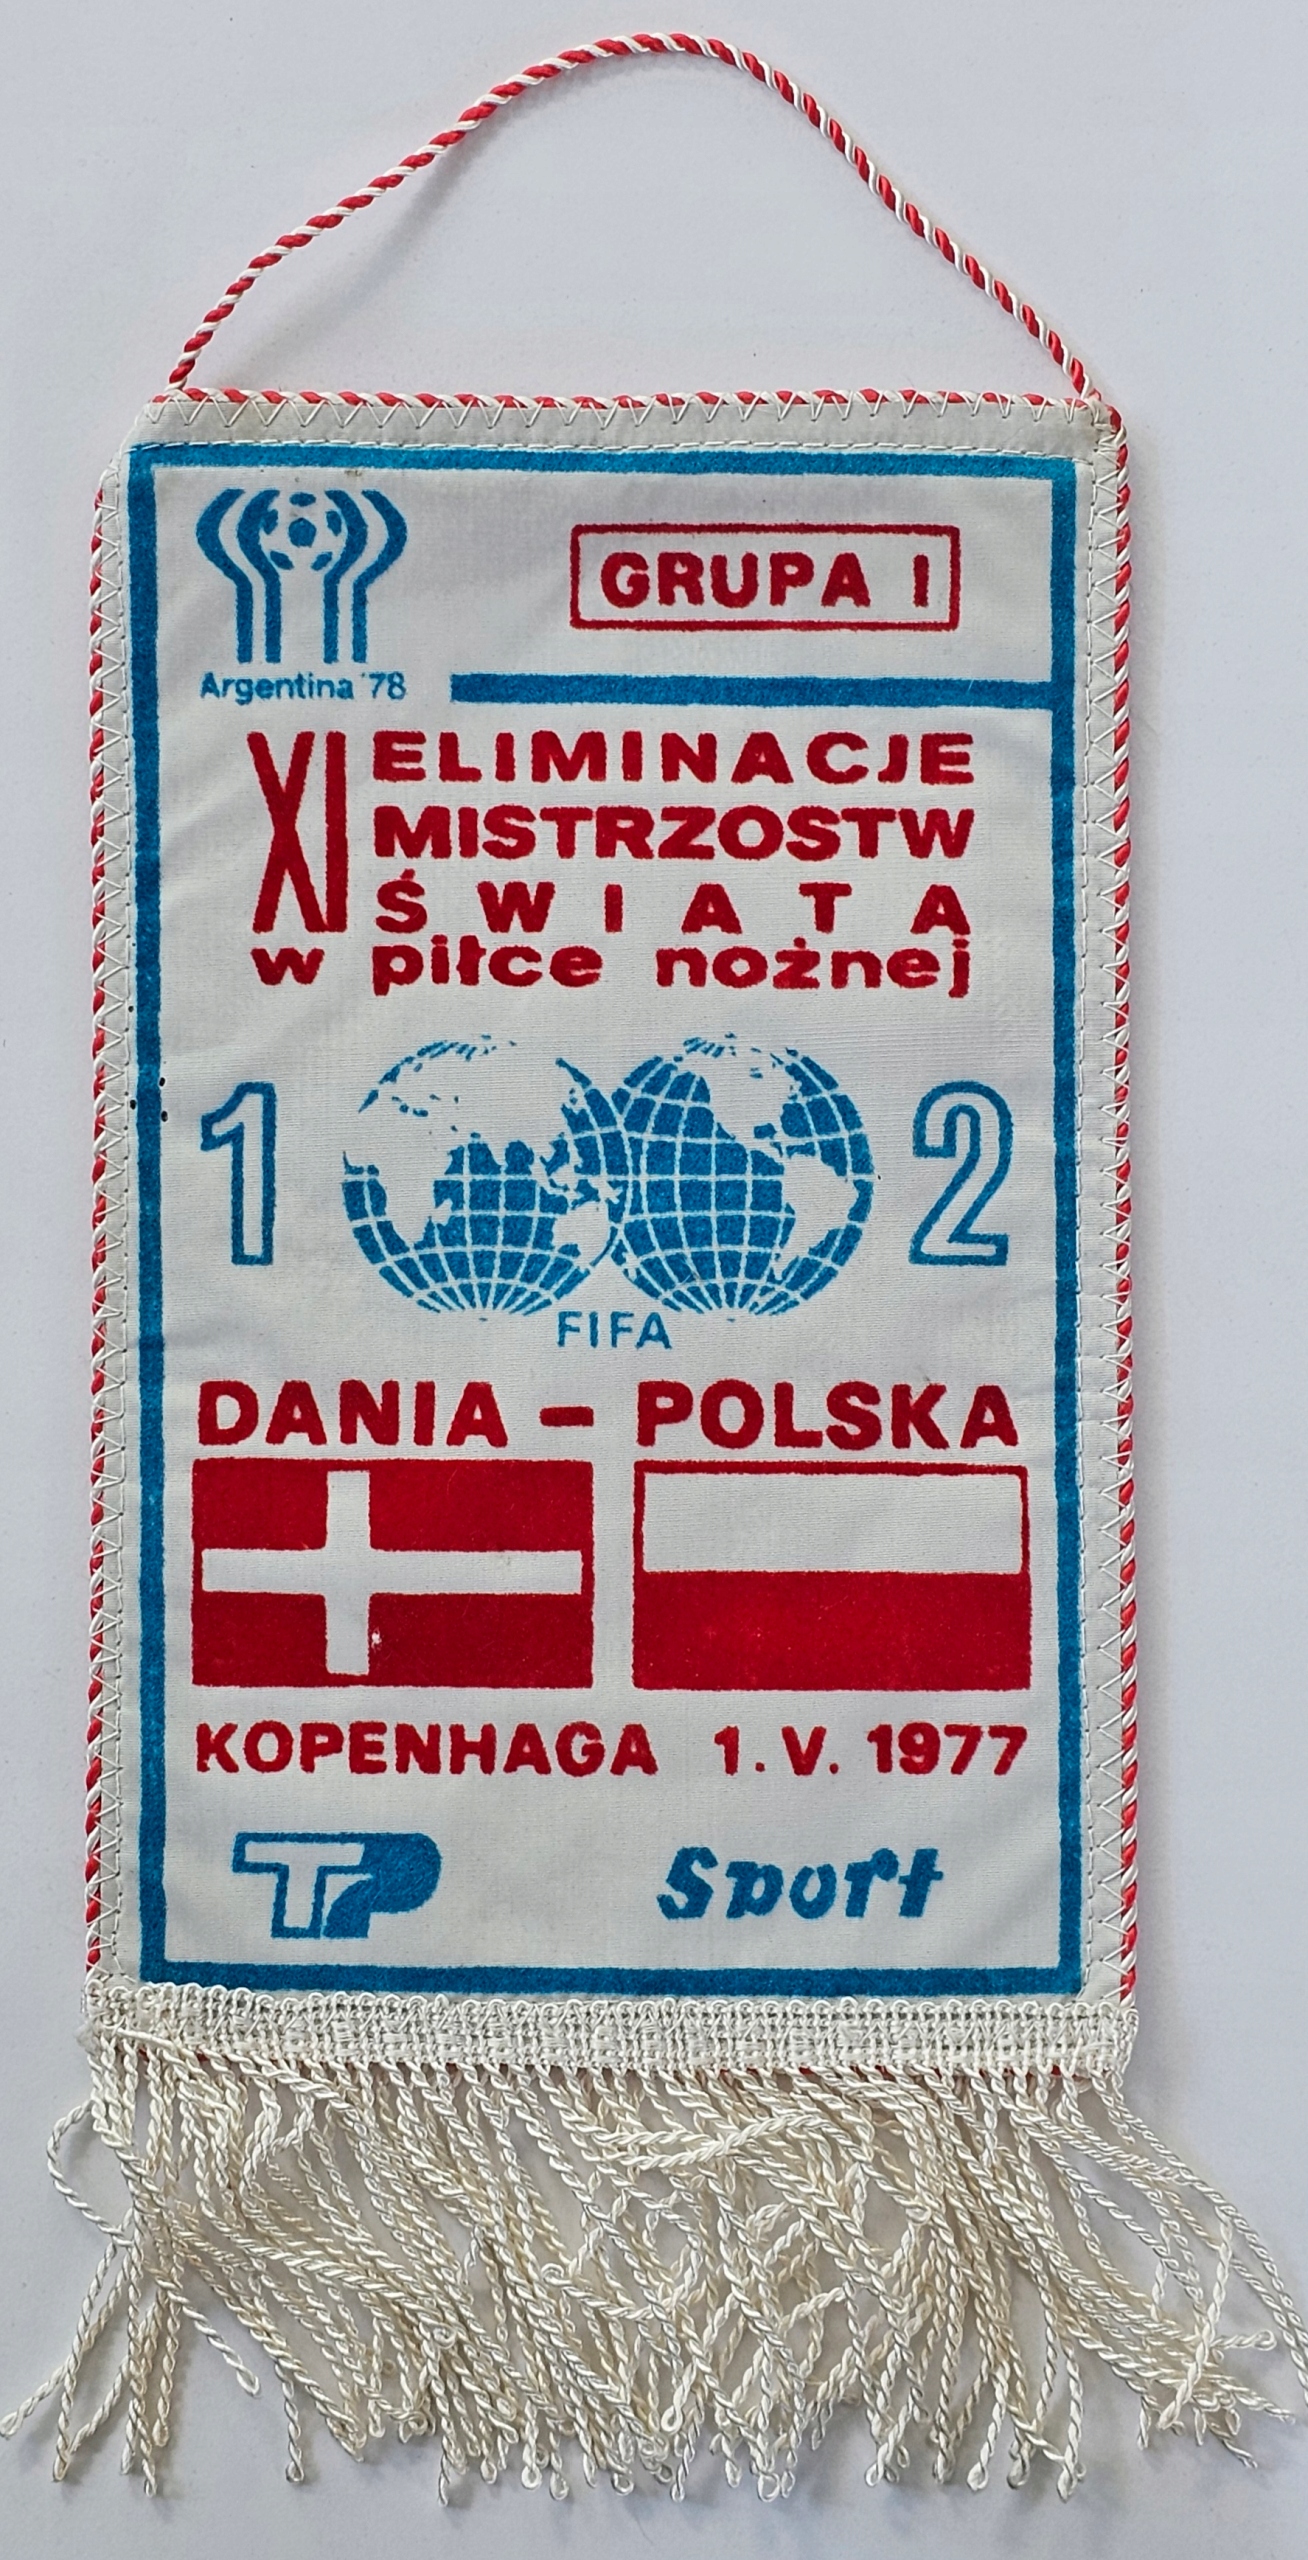 GRUPA I
Argentina '78
XI ELIMINACJE
MISTRZOSTW
ŚWIATA
w piłce nożnej
1 2
FIFA
DANIA - POLSKA
KOPENHAGA 1. V. 1977
TP Sport